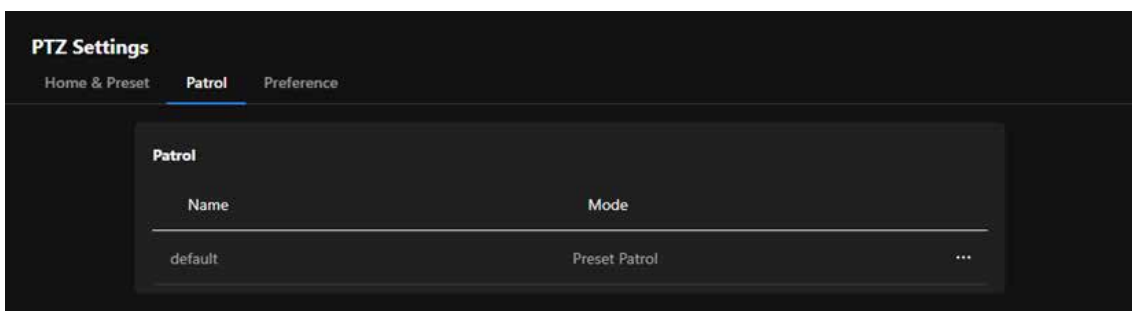 PTZ Settings
Home & Preset Patrol Preference
Patrol
Name Mode
default Preset Patrol ...